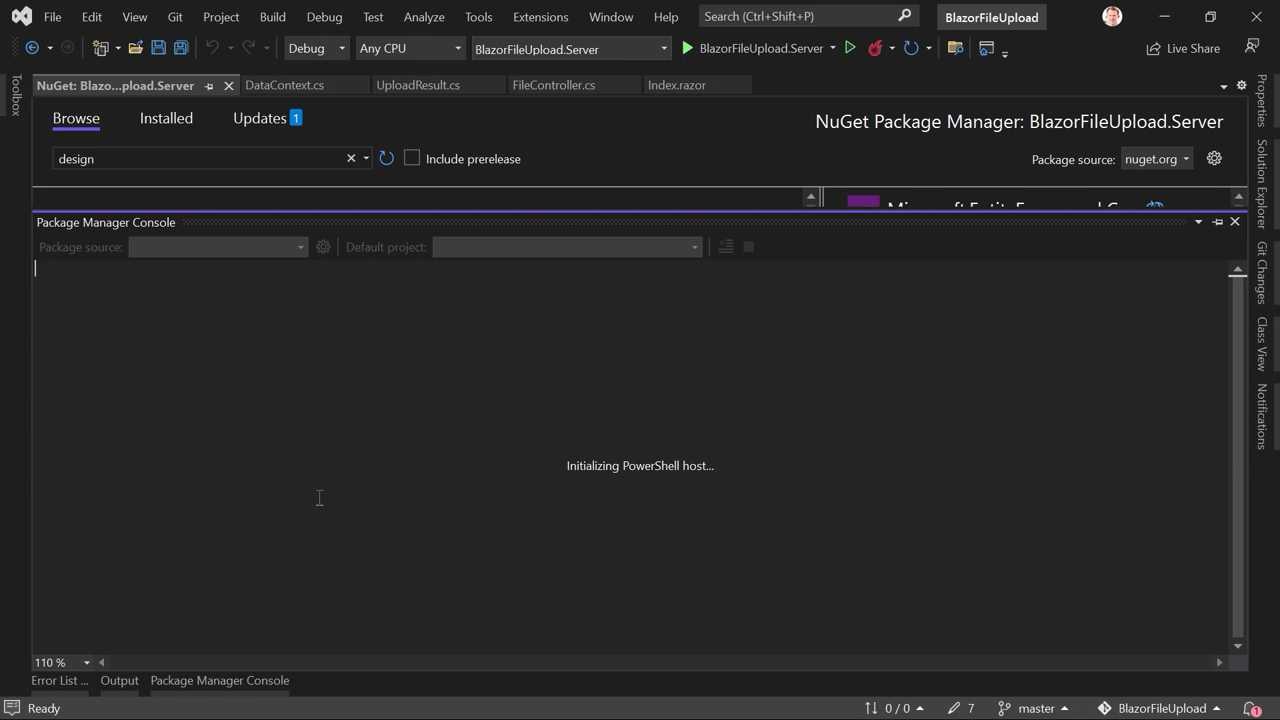 File Edit View Git Project Build Debug Test Analyze Tools Extensions Window Help Search (Ctrl+Shift+P) BlazorFileUpload
Debug Any CPU BlazorFileUpload.Server BlazorFileUpload.Server Live Share
NuGet: Blazo...pload.Server DataContext.cs UploadResult.cs FileController.cs Index.razor
Toolbox
Browse Installed Updates 1 NuGet Package Manager: BlazorFileUpload.Server
design Include prerelease Package source: nuget.org
Package Manager Console
Package source: Default project:
Initializing PowerShell host...
110 %
Error List ... Output Package Manager Console
Ready 0 / 0 7 master BlazorFileUpload 1
Properties
Solution Explorer
Git Changes
Class View
Notifications